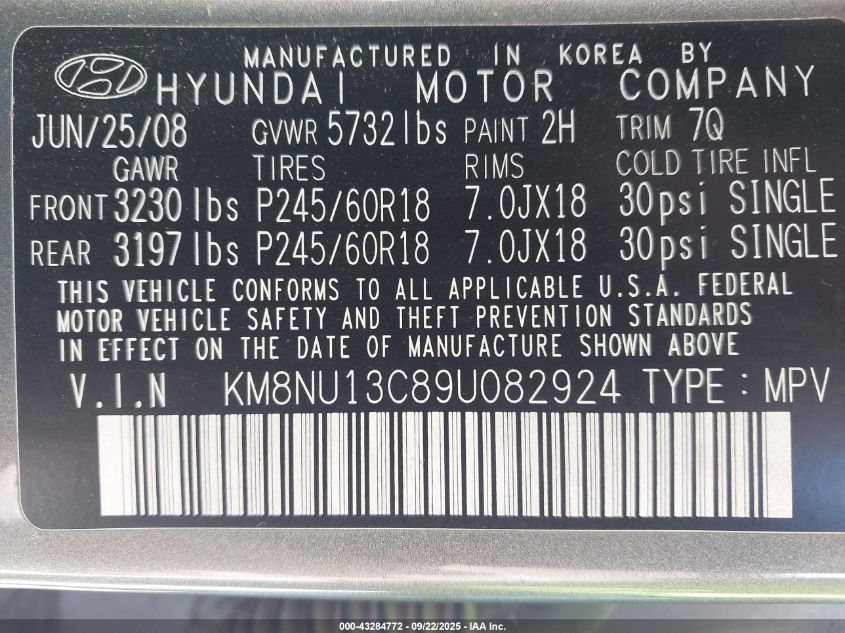 MANUFACTURED IN KOREA BY
HYUNDAI MOTOR COMPANY
JUN/25/08 GVWR 5732lbs PAINT 2H TRIM 7Q
GAWR TIRES RIMS COLD TIRE INFL
FRONT 3230lbs P245/60R18 7.0JX18 30psi SINGLE
REAR 3197lbs P245/60R18 7.0JX18 30psi SINGLE
THIS VEHICLE CONFORMS TO ALL APPLICABLE U.S.A. FEDERAL
MOTOR VEHICLE SAFETY AND THEFT PREVENTION STANDARDS
IN EFFECT ON THE DATE OF MANUFACTURE SHOWN ABOVE
V.I.N KM8NU13C89U082924 TYPE : MPV
000-43284772 - 09/22/2025 - IAA Inc.